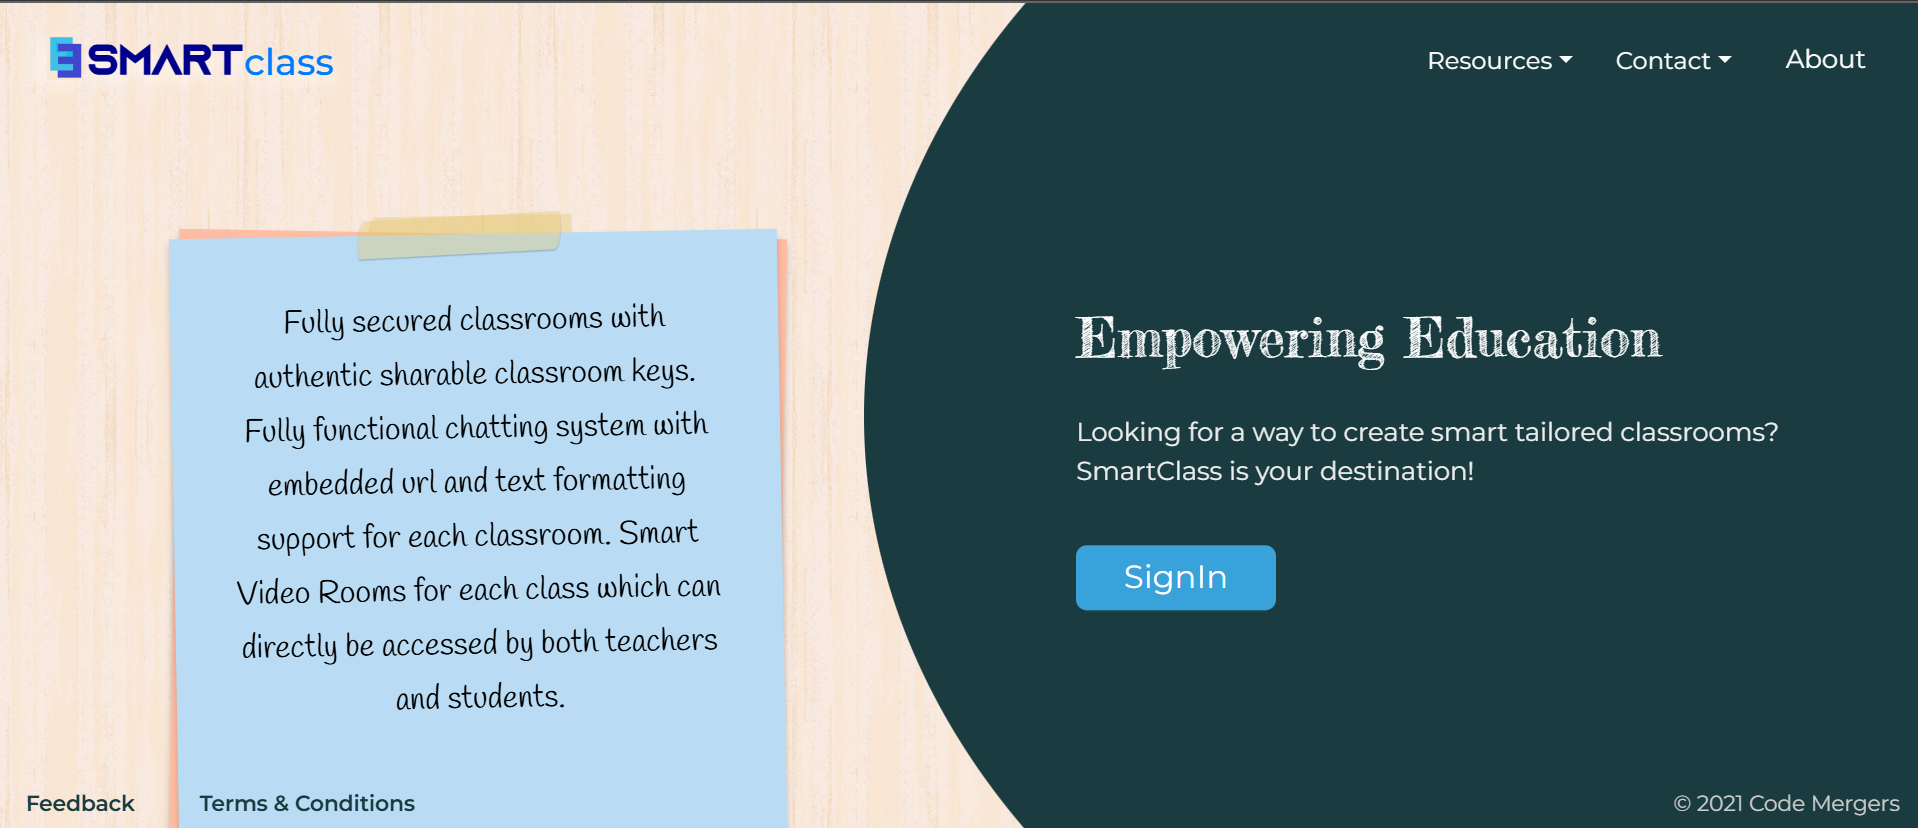 SMARTclass
Resources
Contact
About
Fully secured classrooms with
authentic sharable classroom keys.
Fully functional chatting system with
embedded url and text formatting
support for each classroom. Smart
Video Rooms for each class which can
directly be accessed by both teachers
and students.
Empowering Education
Looking for a way to create smart tailored classrooms?
SmartClass is your destination!
SignIn
Feedback
Terms & Conditions
© 2021 Code Mergers